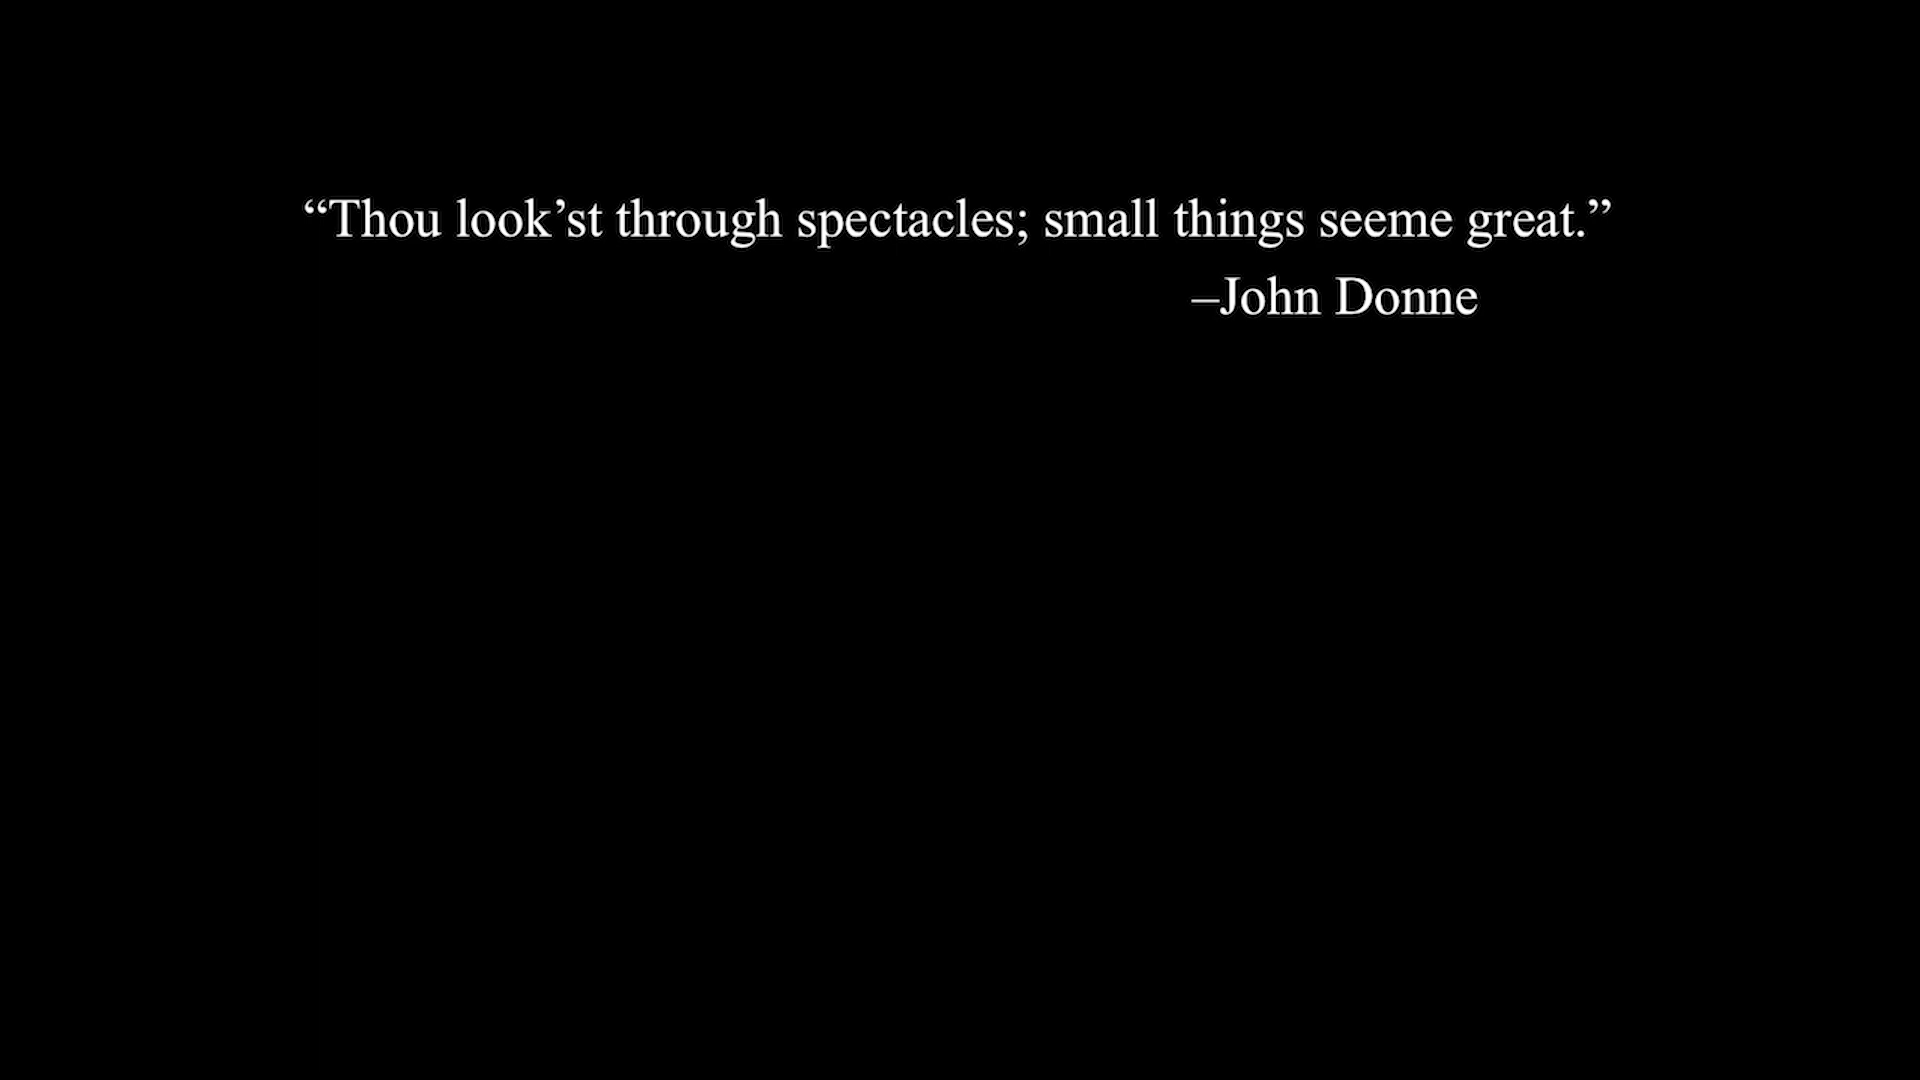 “Thou look’st through spectacles; small things seeme great.”
–John Donne